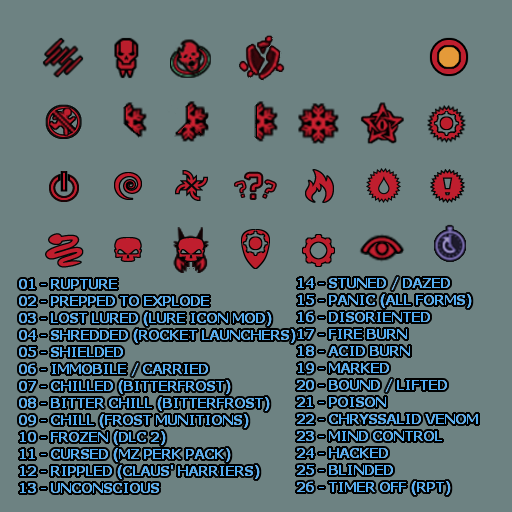 01 - RUPTURE
02 - PREPPED TO EXPLODE
03 - LOST LURED (LURE ICON MOD)
04 - SHREDDED (ROCKET LAUNCHERS)
05 - SHIELDED
06 - IMMOBILE / CARRIED
07 - CHILLED (BITTERFROST)
08 - BITTER CHILL (BITTERFROST)
09 - CHILL (FROST MUNITIONS)
10 - FROZEN (DLC 2)
11 - CURSED (MZ PERK PACK)
12 - RIPPLED (CLAUS' HARRIERS)
13 - UNCONSCIOUS
14 - STUNED / DAZED
15 - PANIC (ALL FORMS)
16 - DISORIENTED
17 - FIRE BURN
18 - ACID BURN
19 - MARKED
20 - BOUND / LIFTED
21 - POISON
22 - CHRYSSALID VENOM
23 - MIND CONTROL
24 - HACKED
25 - BLINDED
26 - TIMER OFF (RPT)